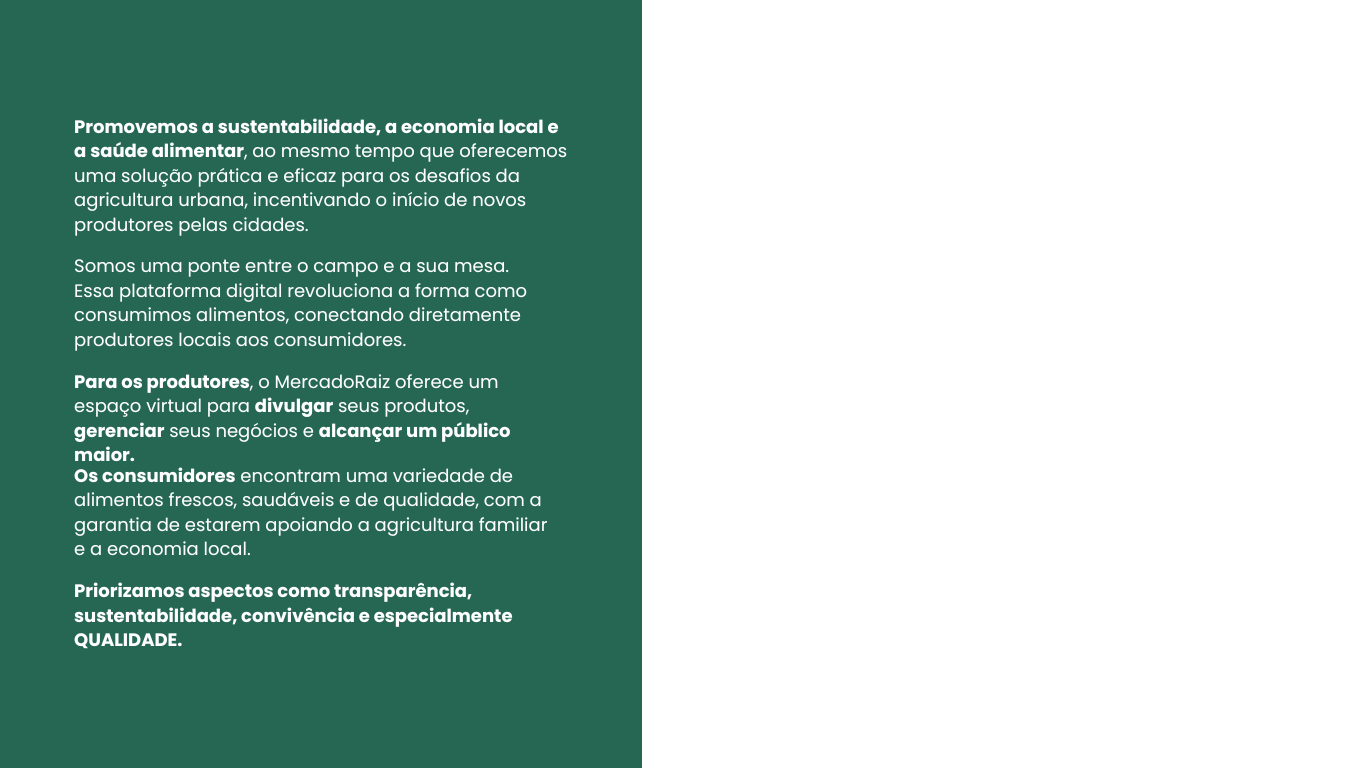 Promovemos a sustentabilidade, a economia local e
a saúde alimentar, ao mesmo tempo que oferecemos
uma solução prática e eficaz para os desafios da
agricultura urbana, incentivando o início de novos
produtores pelas cidades.
Somos uma ponte entre o campo e a sua mesa.
Essa plataforma digital revoluciona a forma como
consumimos alimentos, conectando diretamente
produtores locais aos consumidores.
Para os produtores, o MercadoRaiz oferece um
espaço virtual para divulgar seus produtos,
gerenciar seus negócios e alcançar um público
maior.
Os consumidores encontram uma variedade de
alimentos frescos, saudáveis e de qualidade, com a
garantia de estarem apoiando a agricultura familiar
e a economia local.
Priorizamos aspectos como transparência,
sustentabilidade, convivência e especialmente
QUALIDADE.